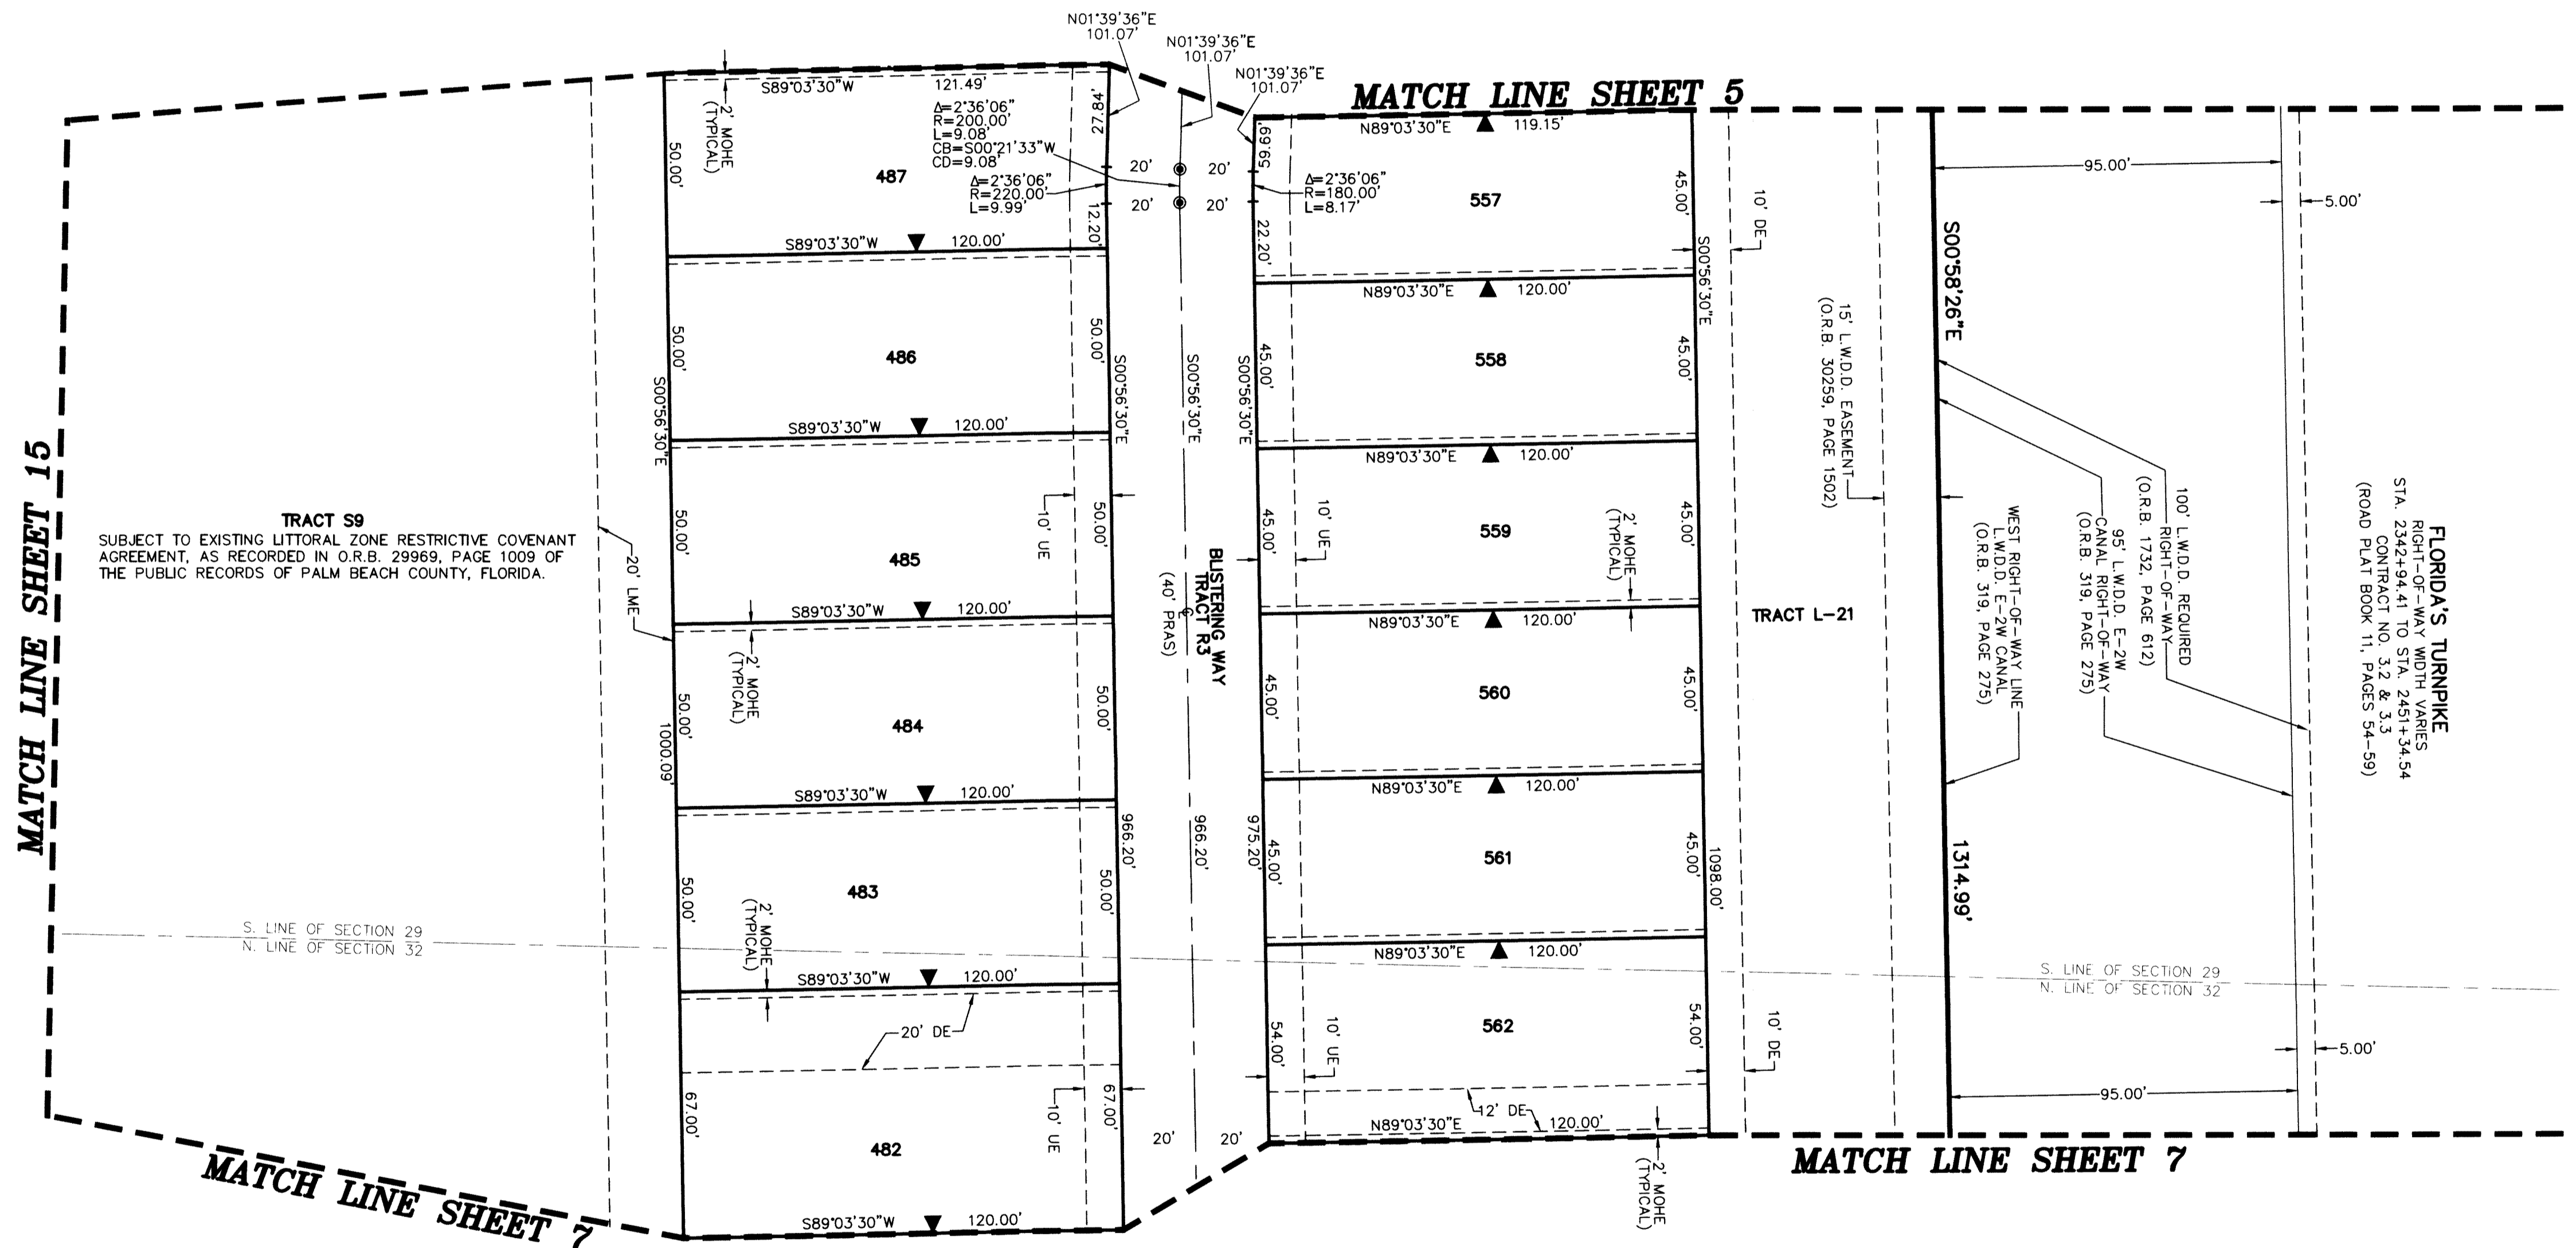 N01°39'36"E
101.07'
N01°39'36"E
101.07'
N01°39'36"E
101.07'
MATCH LINE SHEET 5
S89°03'30"W 121.49'
2' MOHE
(TYPICAL)
Δ=2°36'06"
R=200.00'
L=9.08'
CB=S00°21'33"W
CD=9.08'
Δ=2°36'06"
R=220.00'
L=9.99'
27.84'
12.20'
50.00'
487
20' 20'
20' 20'
Δ=2°36'06"
R=180.00'
L=8.17'
22.20'
N89°03'30"E 119.15'
557
45.00'
S00°56'30"E
10' DE
S89°03'30"W 120.00'
N89°03'30"E 120.00'
50.00'
486
50.00'
S00°56'30"E
S00°56'30"E
S00°56'30"E
S00°56'30"E
45.00'
558
45.00'
S89°03'30"W 120.00'
N89°03'30"E 120.00'
50.00'
485
10' UE
50.00'
45.00'
10' UE
559
2' MOHE
(TYPICAL)
45.00'
S89°03'30"W 120.00'
N89°03'30"E 120.00'
BLISTERING WAY
TRACT R3
(40' PRAS)
2' MOHE
(TYPICAL)
50.00'
484
50.00'
1000.09'
45.00'
560
45.00'
S89°03'30"W 120.00'
N89°03'30"E 120.00'
50.00'
483
50.00'
966.20'
966.20'
975.20'
45.00'
561
45.00'
1098.00'
2' MOHE
(TYPICAL)
S89°03'30"W 120.00'
N89°03'30"E 120.00'
20' DE
67.00'
482
10' UE
67.00'
20' 20'
54.00'
10' UE
562
54.00'
10' DE
12' DE
N89°03'30"E 120.00'
2' MOHE
(TYPICAL)
S89°03'30"W 120.00'
MATCH LINE SHEET 15
TRACT S9
SUBJECT TO EXISTING LITTORAL ZONE RESTRICTIVE COVENANT
AGREEMENT, AS RECORDED IN O.R.B. 29969, PAGE 1009 OF
THE PUBLIC RECORDS OF PALM BEACH COUNTY, FLORIDA.
20' LME
S. LINE OF SECTION 29
N. LINE OF SECTION 32
MATCH LINE SHEET 7
TRACT L-21
15' L.W.D.D. EASEMENT
(O.R.B. 30259, PAGE 1502)
S00°58'26"E
1314.99'
95.00'
5.00'
100' L.W.D.D. REQUIRED
RIGHT-OF-WAY
(O.R.B. 1732, PAGE 612)
95' L.W.D.D. E-2W
CANAL RIGHT-OF-WAY
(O.R.B. 319, PAGE 275)
WEST RIGHT-OF-WAY LINE
L.W.D.D. E-2W CANAL
(O.R.B. 319, PAGE 275)
FLORIDA'S TURNPIKE
RIGHT-OF-WAY WIDTH VARIES
STA. 2342+94.41 TO STA. 2451+34.54
CONTRACT NO. 3.2 & 3.3
(ROAD PLAT BOOK 11, PAGES 54-59)
S. LINE OF SECTION 29
N. LINE OF SECTION 32
5.00'
95.00'
MATCH LINE SHEET 7